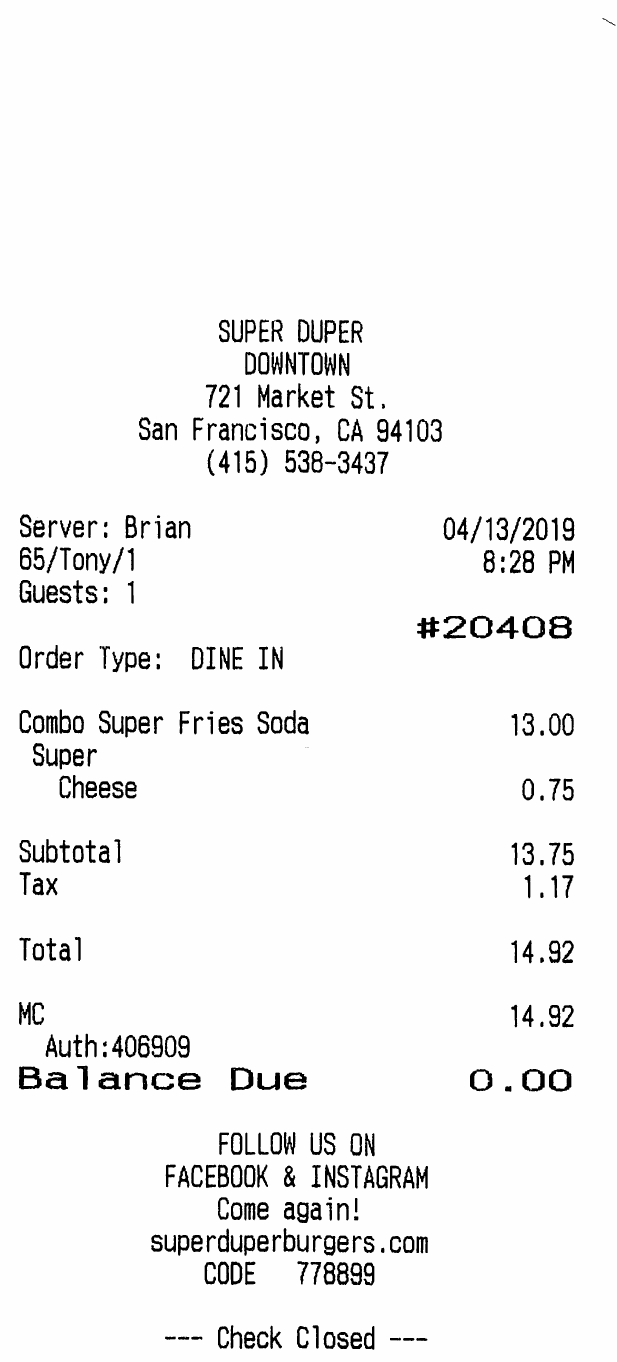 SUPER DUPER
DOWNTOWN
721 Market St.
San Francisco, CA 94103
(415) 538-3437
Server: Brian 04/13/2019
65/Tony/1 8:28 PM
Guests: 1
#20408
Order Type: DINE IN
Combo Super Fries Soda 13.00
Super
Cheese 0.75
Subtotal 13.75
Tax 1.17
Total 14.92
MC 14.92
Auth:406909
Balance Due 0.00
FOLLOW US ON
FACEBOOK & INSTAGRAM
Come again!
superduperburgers.com
CODE 778899
--- Check Closed ---